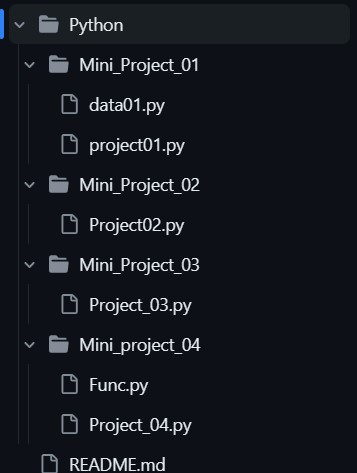 Python
Mini_Project_01
data01.py
project01.py
Mini_Project_02
Project02.py
Mini_Project_03
Project_03.py
Mini_project_04
Func.py
Project_04.py
README.md